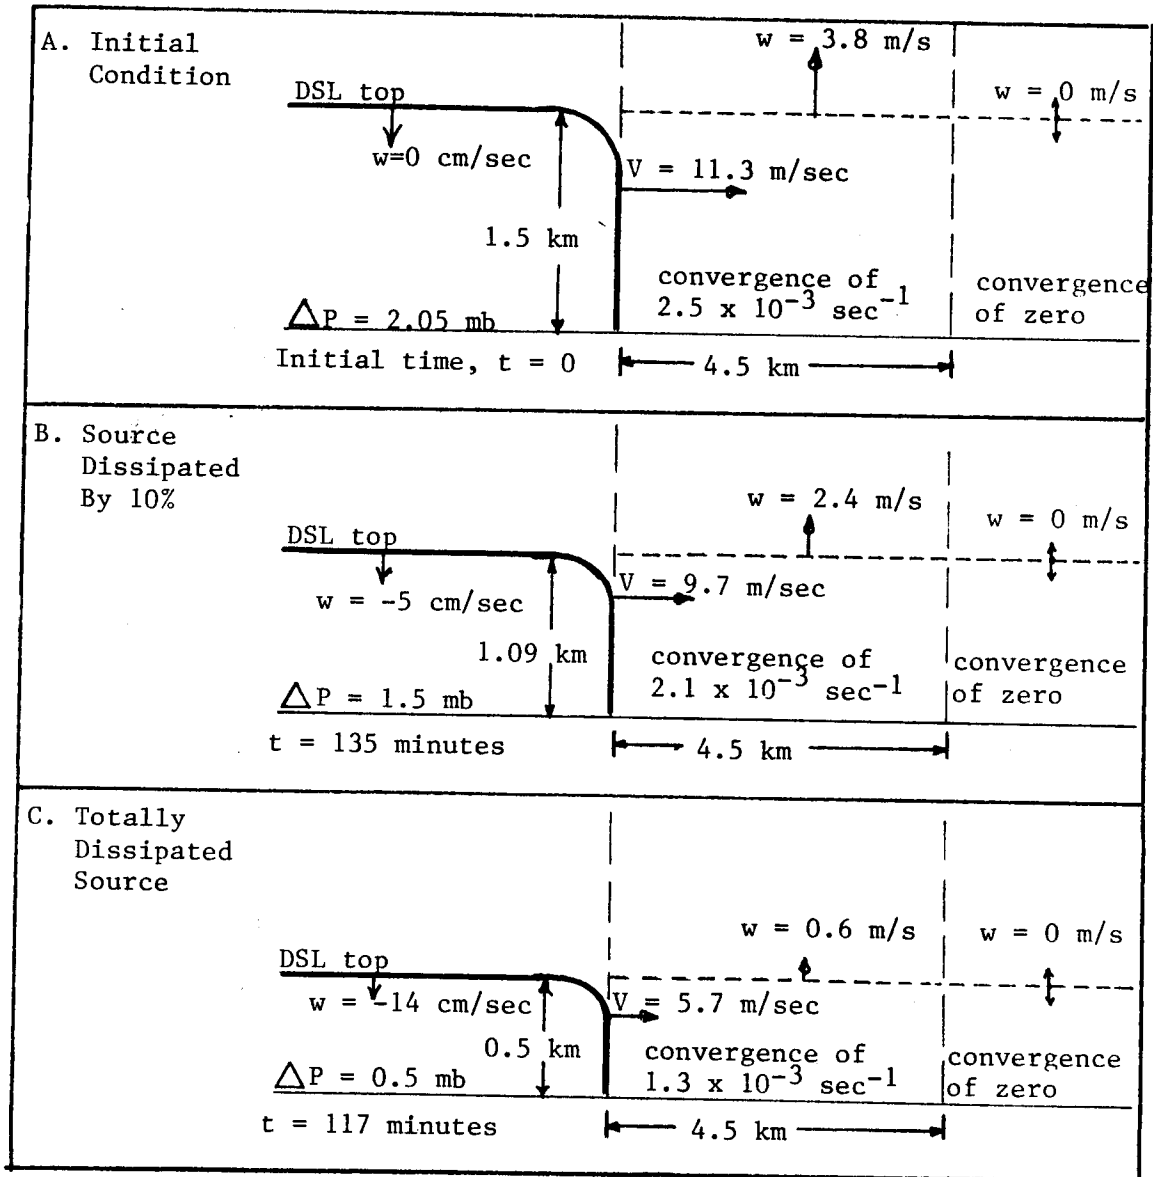 A. Initial
Condition
w = 3.8 m/s
w = 0 m/s
DSL top
w=0 cm/sec
V = 11.3 m/sec
1.5 km
convergence of
2.5 x 10⁻³ sec⁻¹
convergence
of zero
△P = 2.05 mb
Initial time, t = 0
4.5 km
B. Source
Dissipated
By 10%
w = 2.4 m/s
w = 0 m/s
DSL top
w = -5 cm/sec
V = 9.7 m/sec
1.09 km
convergence of
2.1 x 10⁻³ sec⁻¹
convergence
of zero
△P = 1.5 mb
t = 135 minutes
4.5 km
C. Totally
Dissipated
Source
w = 0.6 m/s
w = 0 m/s
DSL top
w = -14 cm/sec
V = 5.7 m/sec
0.5 km
convergence of
1.3 x 10⁻³ sec⁻¹
convergence
of zero
△P = 0.5 mb
t = 117 minutes
4.5 km